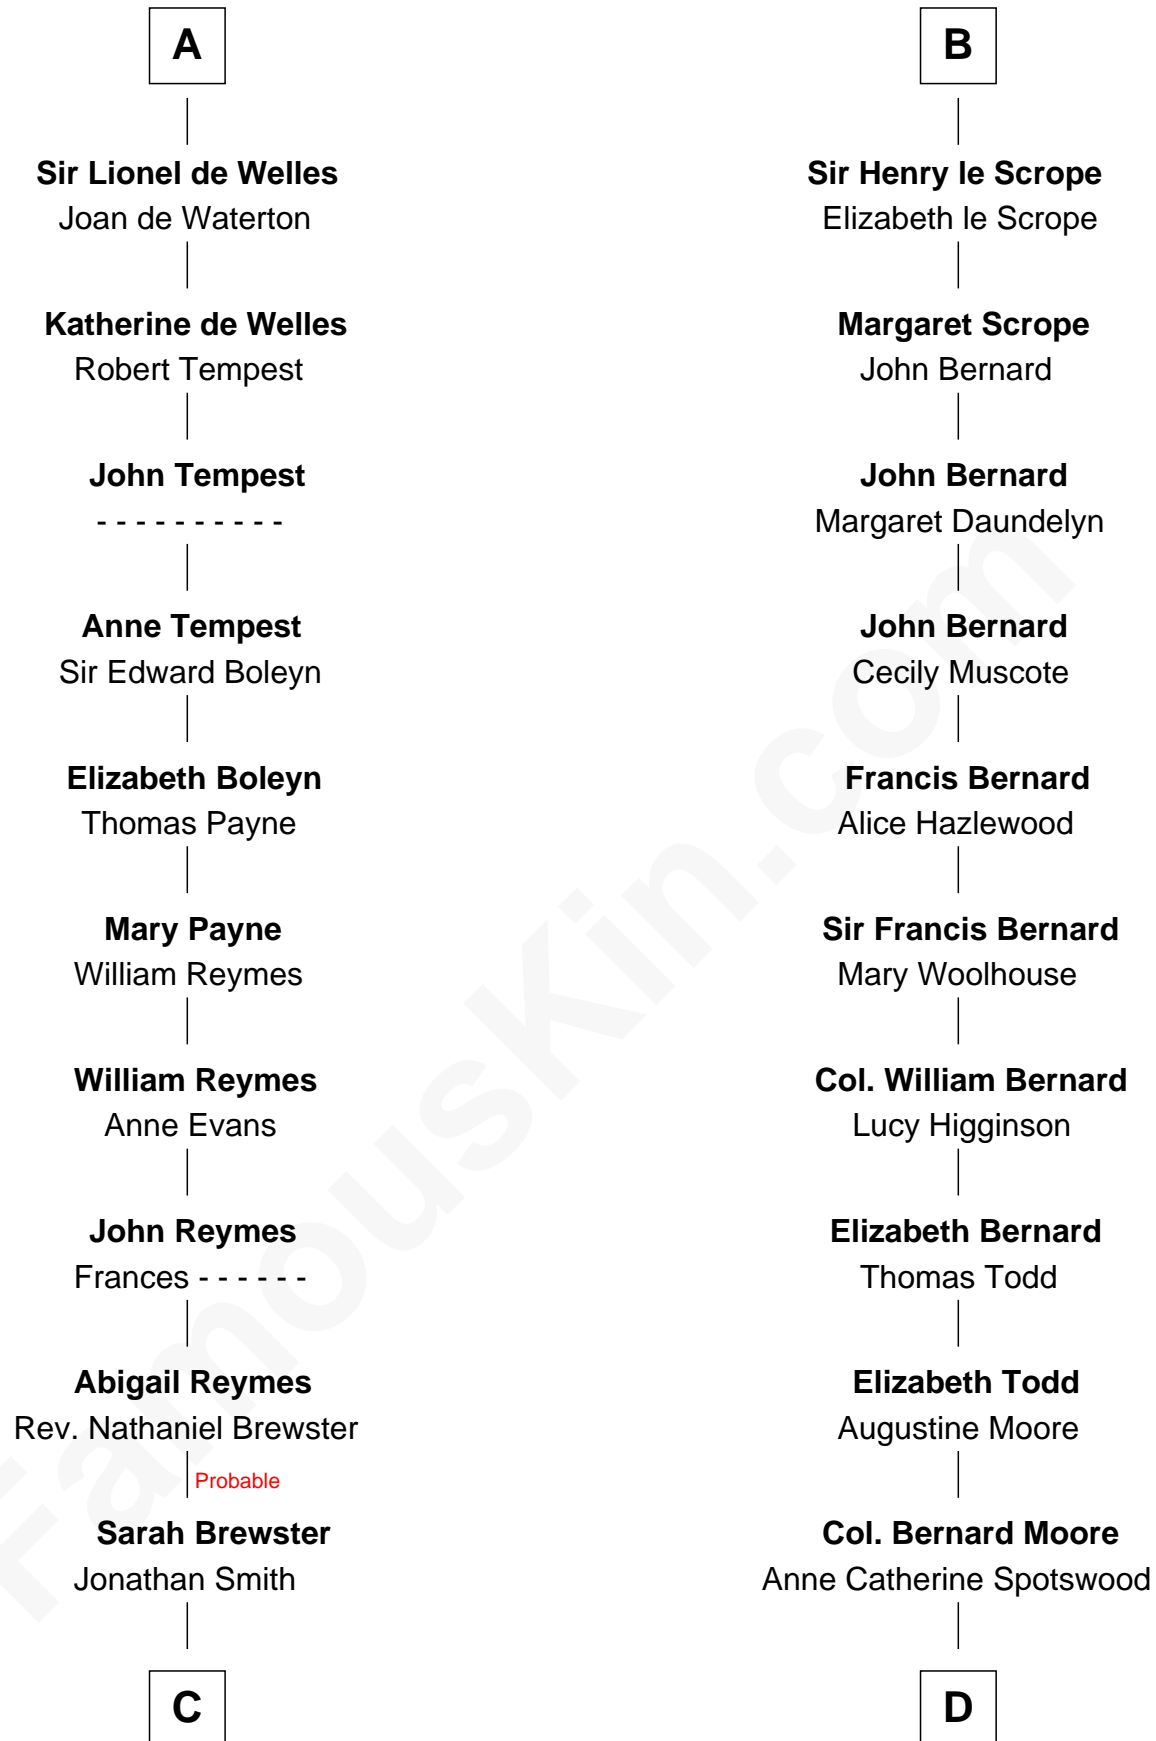 A
Sir Lionel de Welles
Joan de Waterton
Katherine de Welles
Robert Tempest
John Tempest
- - - - - - - - - -
Anne Tempest
Sir Edward Boleyn
Elizabeth Boleyn
Thomas Payne
Mary Payne
William Reymes
William Reymes
Anne Evans
John Reymes
Frances - - - - - -
Abigail Reymes
Rev. Nathaniel Brewster
Probable
Sarah Brewster
Jonathan Smith
C
B
Sir Henry le Scrope
Elizabeth le Scrope
Margaret Scrope
John Bernard
John Bernard
Margaret Daundelyn
John Bernard
Cecily Muscote
Francis Bernard
Alice Hazlewood
Sir Francis Bernard
Mary Woolhouse
Col. William Bernard
Lucy Higginson
Elizabeth Bernard
Thomas Todd
Elizabeth Todd
Augustine Moore
Col. Bernard Moore
Anne Catherine Spotswood
D
FamousKin.com